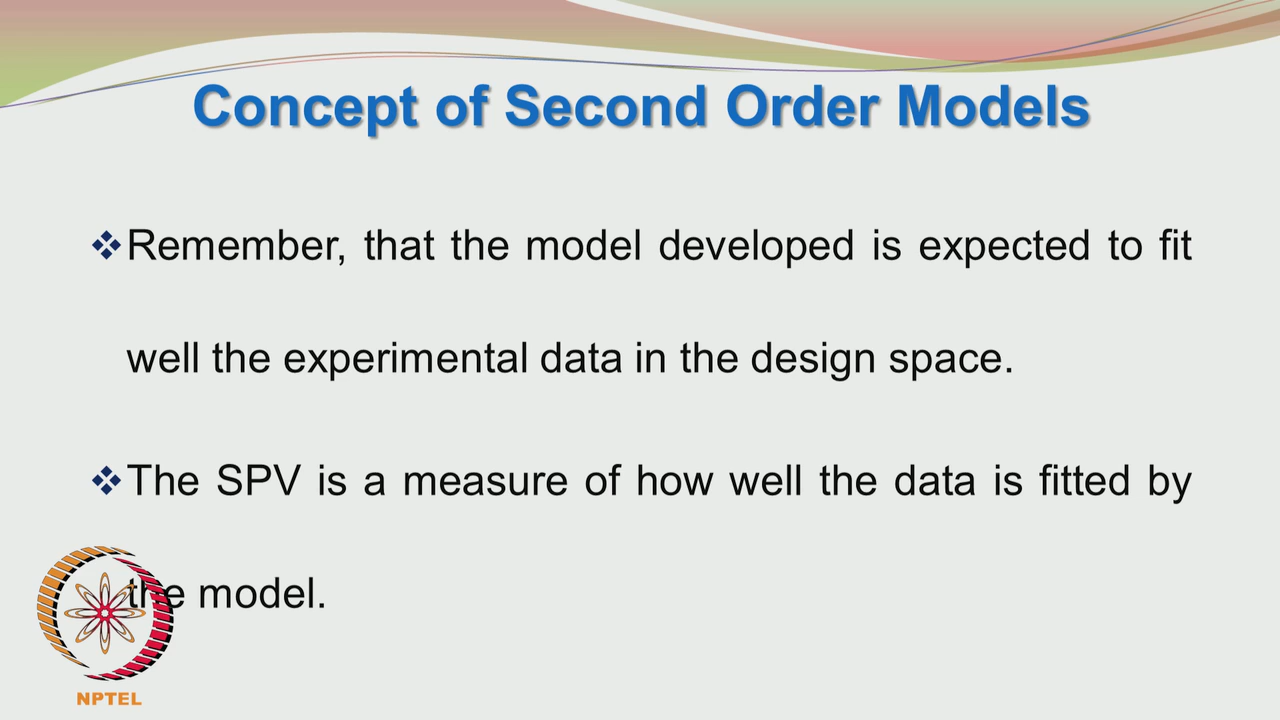 Concept of Second Order Models
❖Remember, that the model developed is expected to fit
well the experimental data in the design space.
❖The SPV is a measure of how well the data is fitted by
the model.
NPTEL